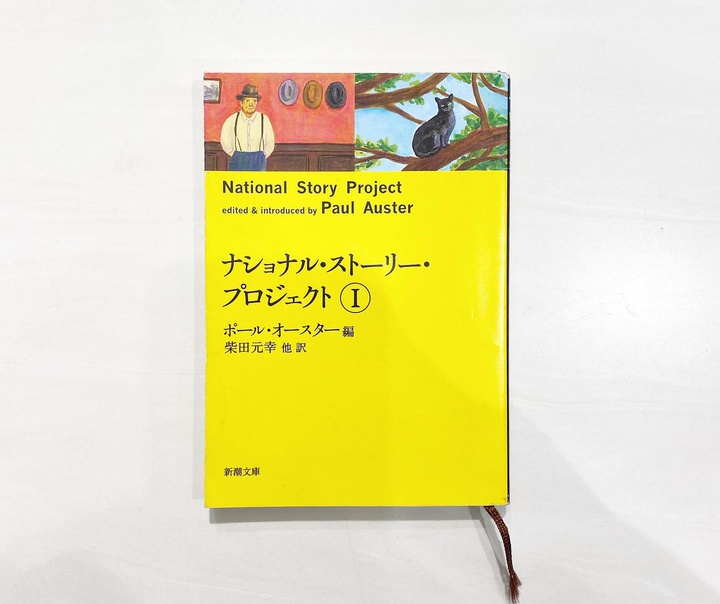 National Story Project
edited & introduced by Paul Auster
ナショナル・ストーリー・
プロジェクト Ⅰ
ポール・オースター 編
柴田元幸 他 訳
新潮文庫